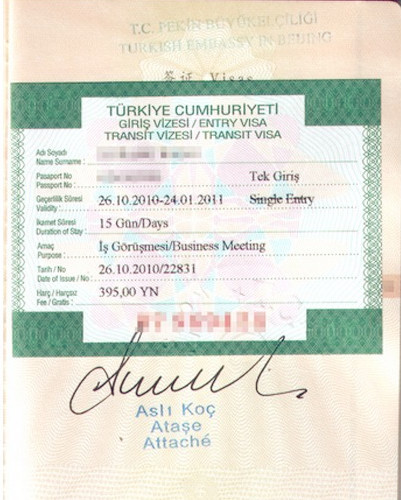 T.C. PEKİN BÜYÜKELÇİLİĞİ
TURKISH EMBASSY IN BEIJING
签证 Visas
TÜRKİYE CUMHURİYETİ
GİRİŞ VİZESİ / ENTRY VISA
TRANSİT VİZESİ / TRANSIT VISA
Adı Soyadı
Name Surname :
Pasaport No
Passport No : Tek Giriş
Geçerlilik Süresi
Validity : 26.10.2010-24.01.2011 Single Entry
İkamet Süresi
Duration of Stay : 15 Gün/Days
Amaç
Purpose : İş Görüşmesi/Business Meeting
Tarih / No
Date of Issue / No : 26.10.2010/22831
Harç / Harçsız
Fee / Gratis : 395,00 YN
Aslı Koç
Ataşe
Attaché